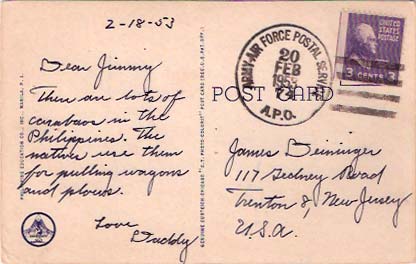 2-18-53
Dear Jimmy
There are lots of
carabaos in the
Philippines. The
natives use them
for pulling wagons
and plows.
Love
Daddy
POST CARD
ARMY-AIR FORCE POSTAL SERVICE
20
FEB
1953
A.P.O.
3 CENTS 3
James Beininger
117 Sedney Road
Trenton 8, New Jersey
U.S.A.